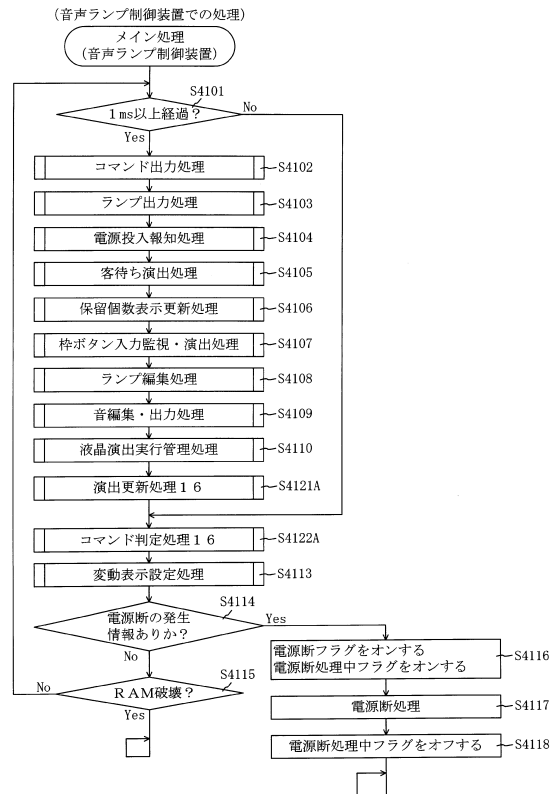 (音声ランプ制御装置での処理)
メイン処理
(音声ランプ制御装置)
S4101
1ms以上経過?
No
Yes
コマンド出力処理
S4102
ランプ出力処理
S4103
電源投入報知処理
S4104
客待ち演出処理
S4105
保留個数表示更新処理
S4106
枠ボタン入力監視・演出処理
S4107
ランプ編集処理
S4108
音編集・出力処理
S4109
液晶演出実行管理処理
S4110
演出更新処理16
S4121A
コマンド判定処理16
S4122A
変動表示設定処理
S4113
S4114
電源断の発生
情報ありか?
Yes
No
電源断フラグをオンする
電源断処理中フラグをオンする
S4116
S4115
RAM破壊?
No
Yes
電源断処理
S4117
電源断処理中フラグをオフする
S4118